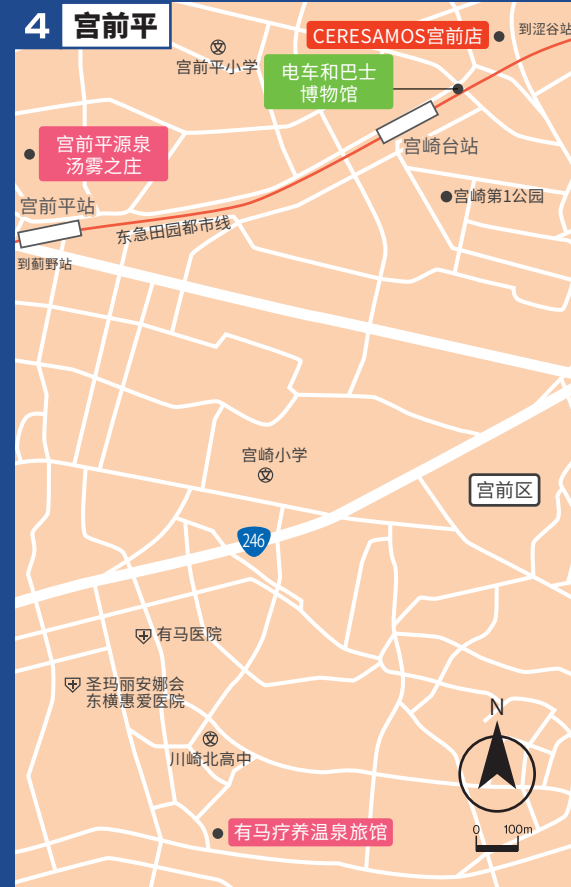 4 宫前平
CERESAMOS宫前店
到涩谷站
宫前平小学
电车和巴士
博物馆
宫崎台站
宫前平源泉
汤雾之庄
宫崎第1公园
宫前平站
东急田园都市线
到蓟野站
宫崎小学
宫前区
246
有马医院
圣玛丽安娜会
东横惠爱医院
川崎北高中
N
0 100m
有马疗养温泉旅馆